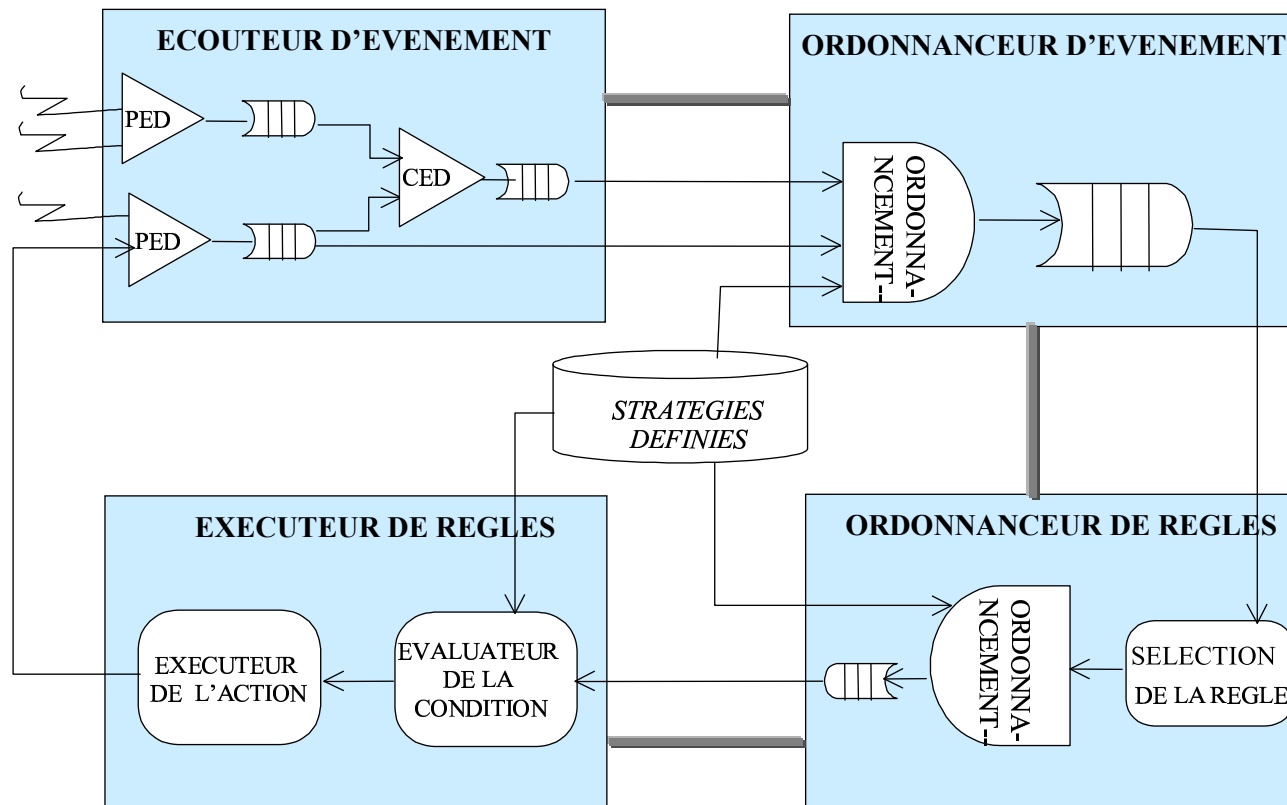 ECOUTEUR D’EVENEMENT
PED
CED
PED
ORDONNANCEUR D’EVENEMENT
ORDONNA-
NCEMENT--
STRATEGIES
DEFINIES
EXECUTEUR DE REGLES
EXECUTEUR
DE L’ACTION
EVALUATEUR
DE LA
CONDITION
ORDONNANCEUR DE REGLES
ORDONNA-
NCEMENT--
SELECTION
DE LA REGLE